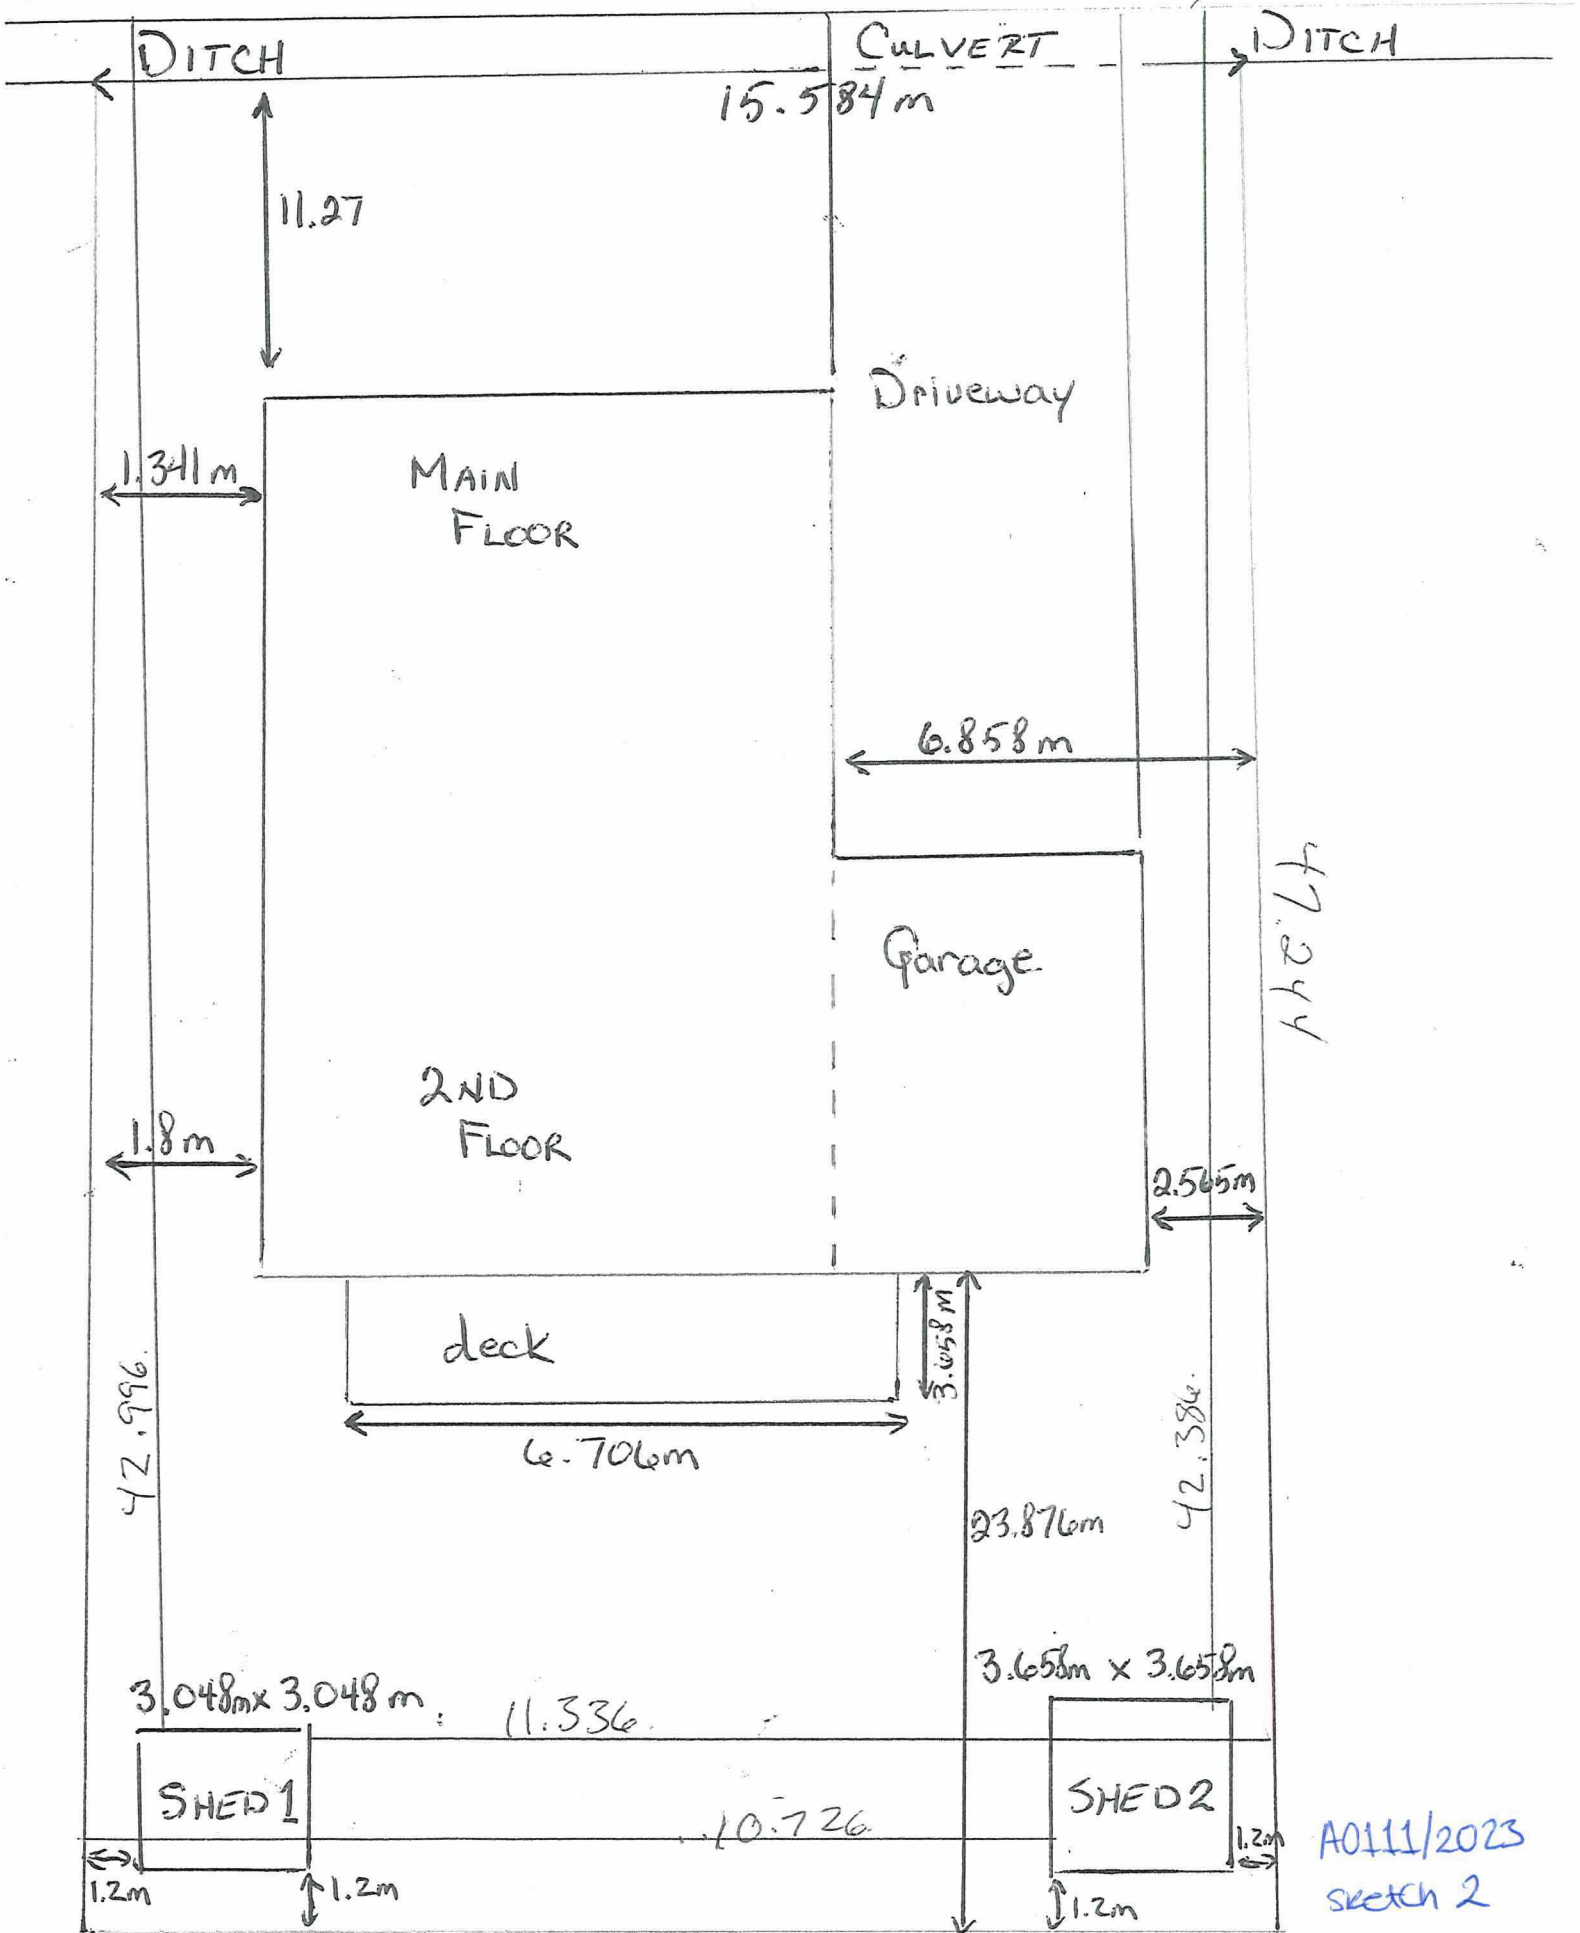 DITCH
CULVERT
DITCH
15.584m
11.27
Driveway
1.341m
MAIN
FLOOR
6.858m
47.244
Garage
2ND
FLOOR
1.8m
2.565m
deck
3.658m
6.706m
42.996.
42.386.
23.876m
3.048m x 3.048m
3.658m x 3.658m
11.336.
SHED 1
SHED 2
10.726
1.2m
1.2m
1.2m
1.2m
A0111/2023
sketch 2